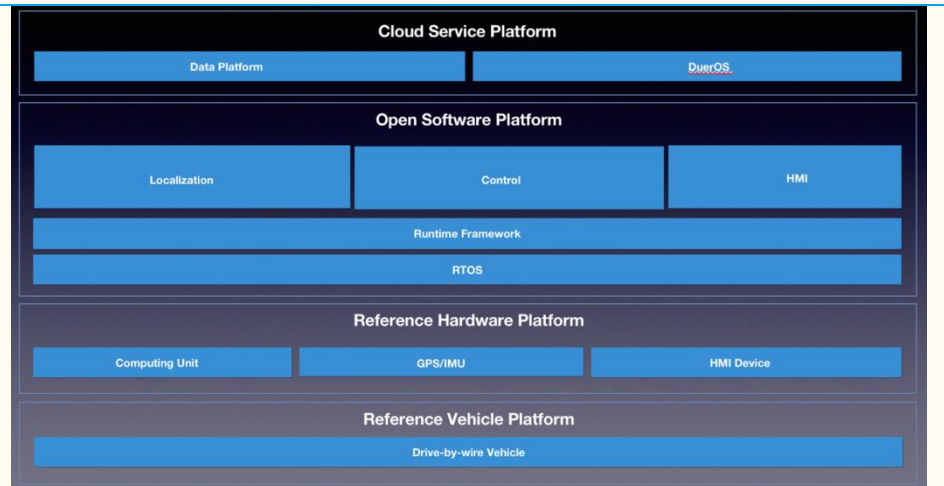 Cloud Service Platform
Data Platform
DuerOS
Open Software Platform
Localization
Control
HMI
Runtime Framework
RTOS
Reference Hardware Platform
Computing Unit
GPS/IMU
HMI Device
Reference Vehicle Platform
Drive-by-wire Vehicle